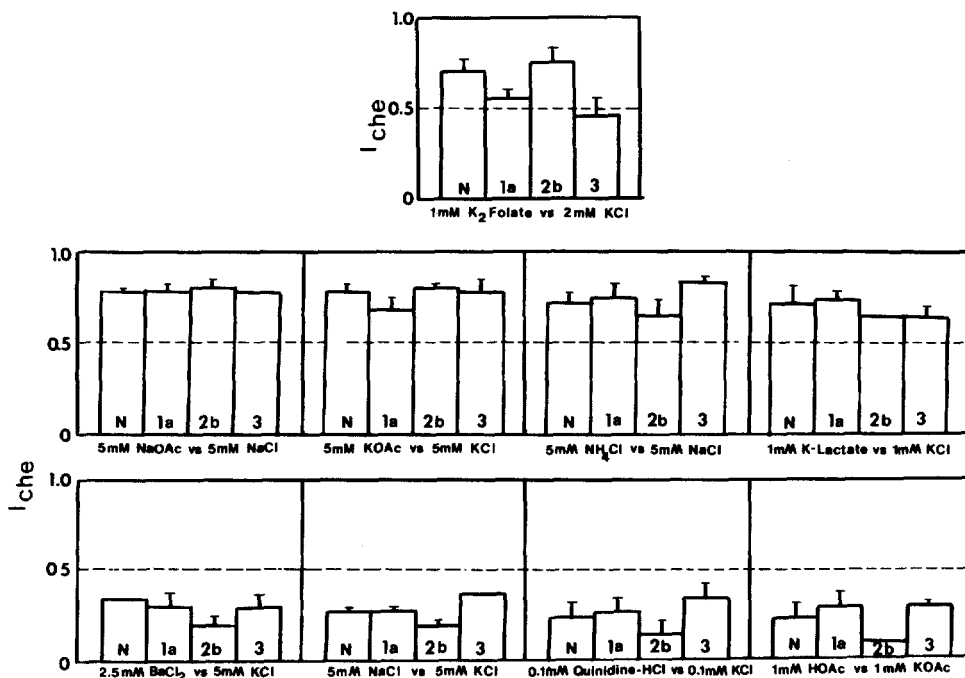 1.0
0.5
0
I che
N 1a 2b 3
1mM K2 Folate vs 2mM KCl
1.0
0.5
0
N 1a 2b 3
N 1a 2b 3
N 1a 2b 3
N 1a 2b 3
5mM NaOAc vs 5mM NaCl
5mM KOAc vs 5mM KCl
5mM NH4Cl vs 5mM NaCl
1mM K-Lactate vs 1mM KCl
I che
1.0
0.5
0
N 1a 2b 3
N 1a 2b 3
N 1a 2b 3
N 1a 2b 3
2.5mM BaCl2 vs 5mM KCl
5mM NaCl vs 5mM KCl
0.1mM Quinidine-HCl vs 0.1mM KCl
1mM HOAc vs 1mM KOAc